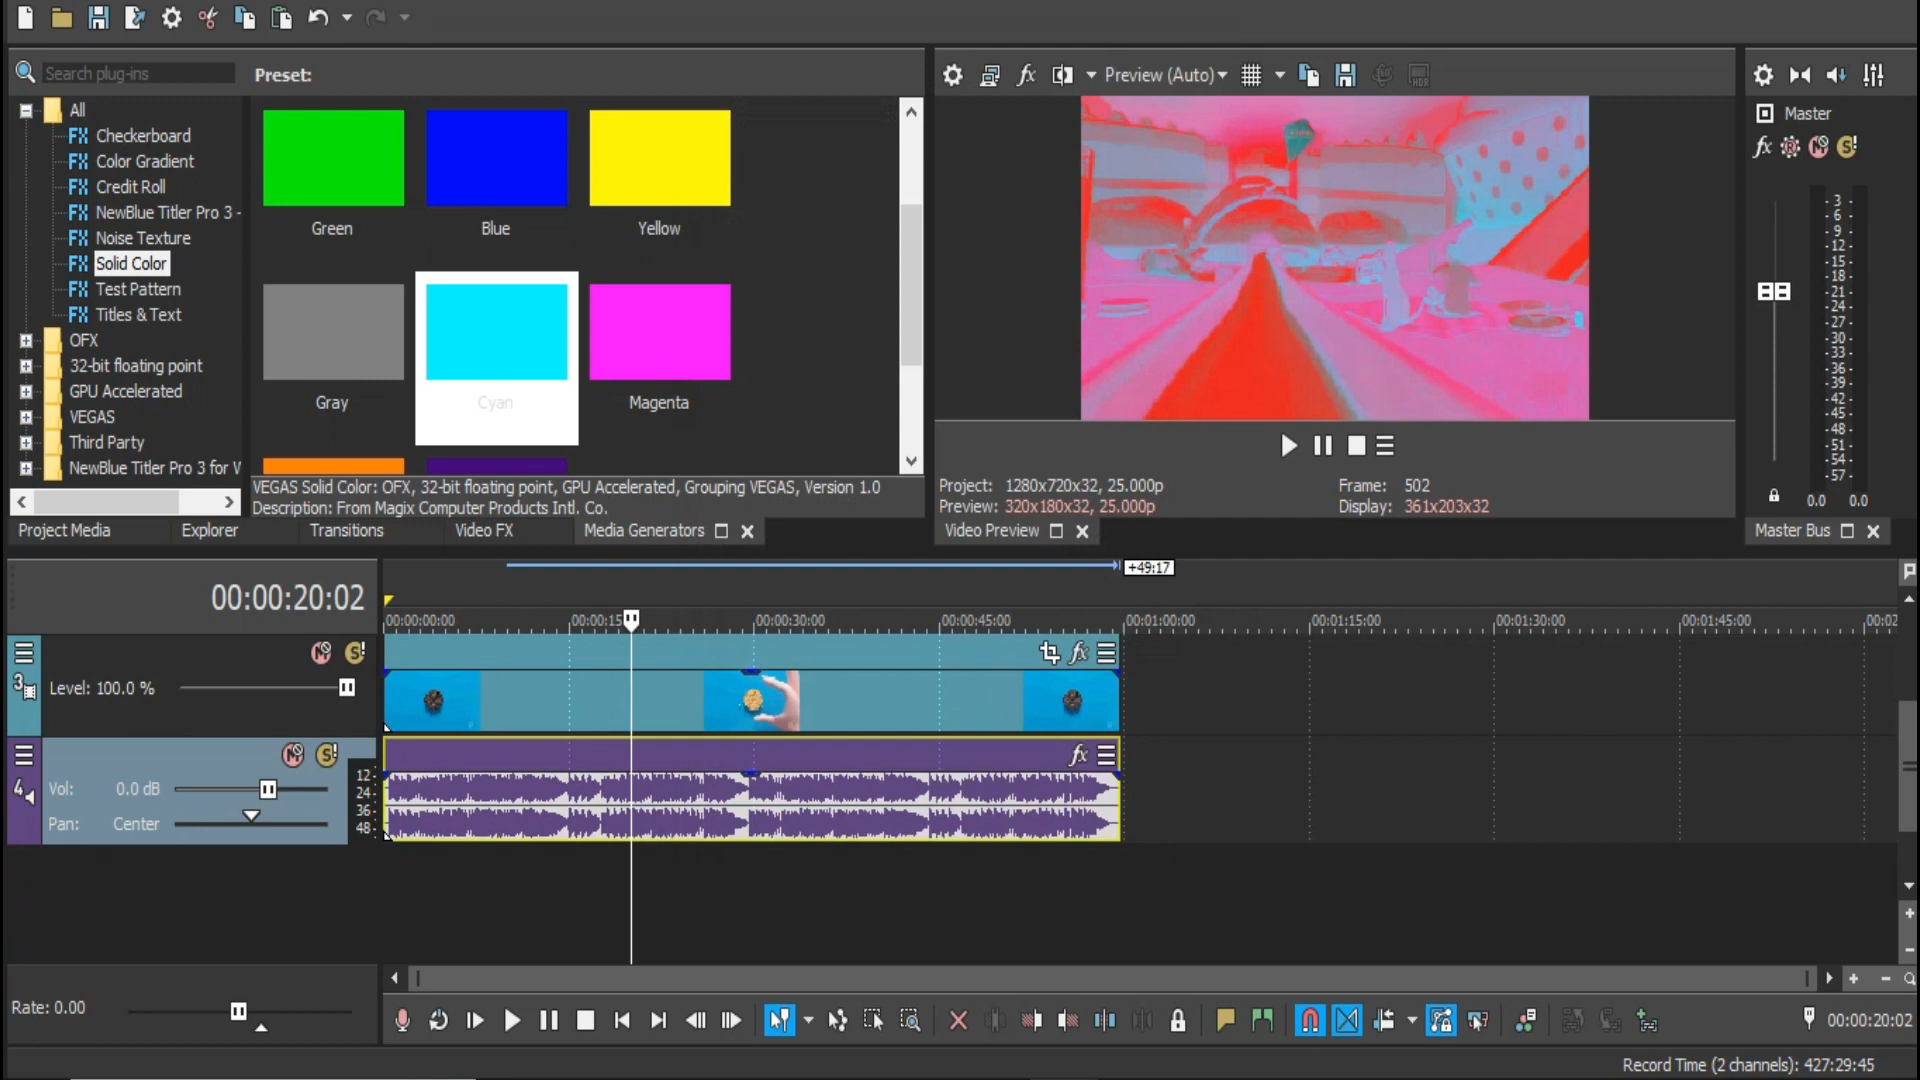 Search plug-ins
Preset:
All
Checkerboard
Color Gradient
Credit Roll
NewBlue Titler Pro 3 -
Noise Texture
Solid Color
Test Pattern
Titles & Text
OFX
32-bit floating point
GPU Accelerated
VEGAS
Third Party
NewBlue Titler Pro 3 for V
Green
Blue
Yellow
Gray
Cyan
Magenta
VEGAS Solid Color: OFX, 32-bit floating point, GPU Accelerated, Grouping VEGAS, Version 1.0
Description: From Magix Computer Products Intl. Co.
Project Media
Explorer
Transitions
Video FX
Media Generators
Preview (Auto)
Project: 1280x720x32, 25.000p
Preview: 320x180x32, 25.000p
Frame: 502
Display: 361x203x32
Video Preview
Master
- 3 -
- 6 -
- 9 -
- 12 -
- 15 -
- 18 -
- 21 -
- 24 -
- 27 -
- 30 -
- 33 -
- 36 -
- 39 -
- 42 -
- 45 -
- 48 -
- 51 -
- 54 -
- 57 -
0.0 0.0
Master Bus
00:00:20:02
+49:17
00:00:00:00
00:00:15
00:00:30:00
00:00:45:00
00:01:00:00
00:01:15:00
00:01:30:00
00:01:45:00
00:02
3
Level: 100.0 %
4
Vol: 0.0 dB
Pan: Center
12 -
24 -
36 -
48 -
Rate: 0.00
00:00:20:02
Record Time (2 channels): 427:29:45